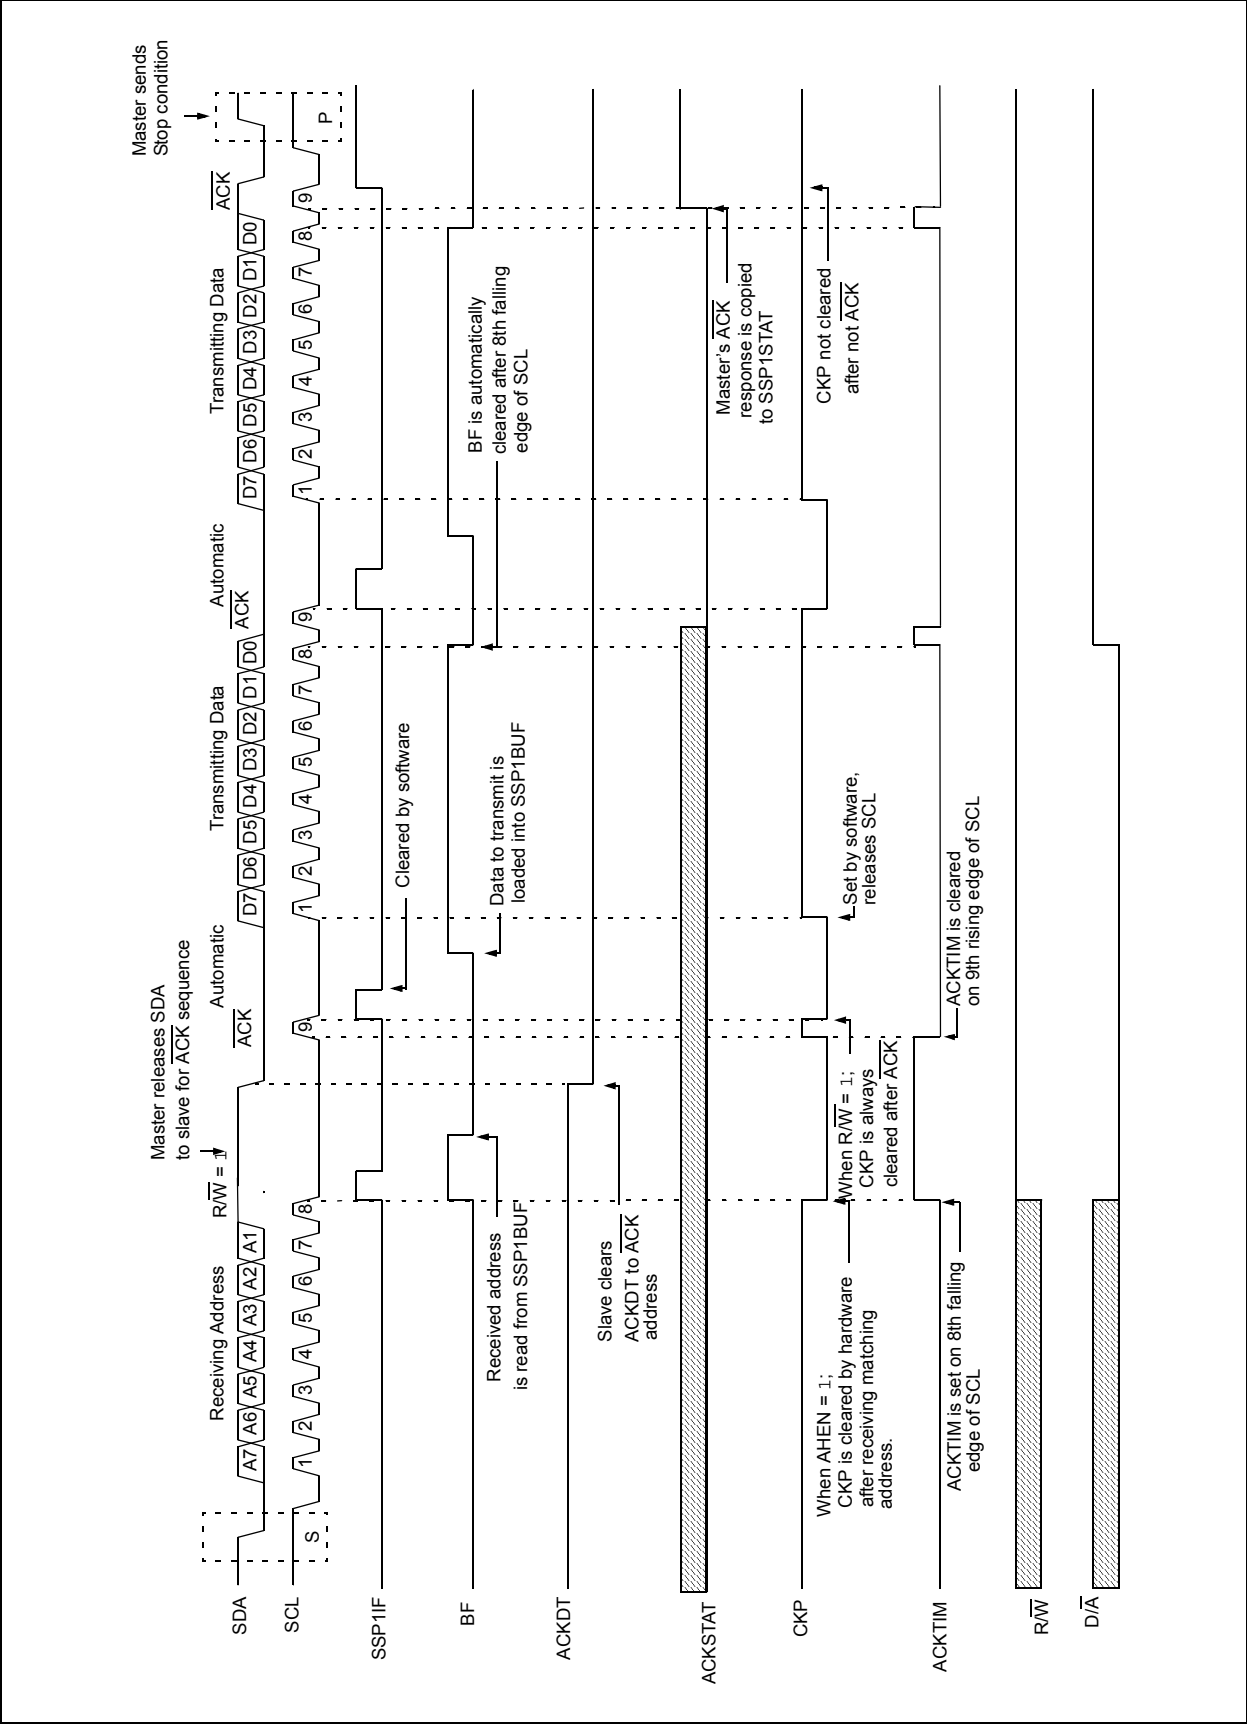 Master releases SDA
to slave for ACK sequence
Master sends
Stop condition
Receiving Address
R/W = 1
ACK
Automatic
Transmitting Data
ACK
Automatic
Transmitting Data
ACK
SDA
A7 A6 A5 A4 A3 A2 A1
D7 D6 D5 D4 D3 D2 D1 D0
D7 D6 D5 D4 D3 D2 D1 D0
SCL
S
1 2 3 4 5 6 7 8 9
1 2 3 4 5 6 7 8 9
1 2 3 4 5 6 7 8 9
P
SSP1IF
Cleared by software
BF
Received address
is read from SSP1BUF
Data to transmit is
loaded into SSP1BUF
BF is automatically
cleared after 8th falling
edge of SCL
ACKDT
Slave clears
ACKDT to ACK
address
ACKSTAT
Master's ACK
response is copied
to SSP1STAT
CKP
When AHEN = 1;
CKP is cleared by hardware
after receiving matching
address.
When R/W = 1;
CKP is always
cleared after ACK
Set by software,
releases SCL
CKP not cleared
after not ACK
ACKTIM
ACKTIM is set on 8th falling
edge of SCL
ACKTIM is cleared
on 9th rising edge of SCL
R/W
D/A